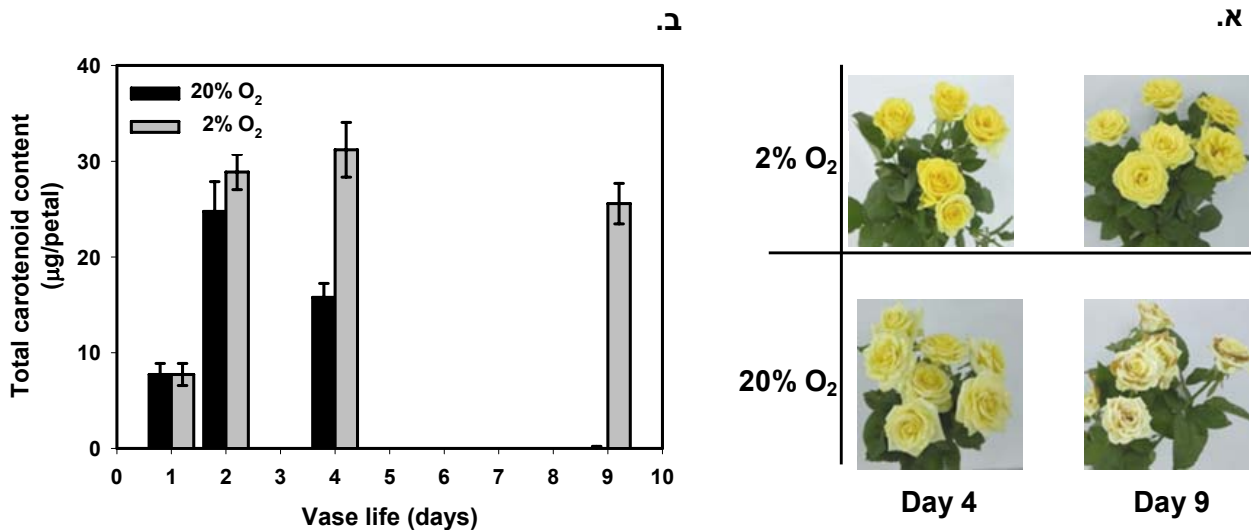 א.
2% O₂
20% O₂
Day 4 Day 9
ב.
Total carotenoid content
(µg/petal)
40
30
20
10
0
20% O₂
2% O₂
0 1 2 3 4 5 6 7 8 9 10
Vase life (days)